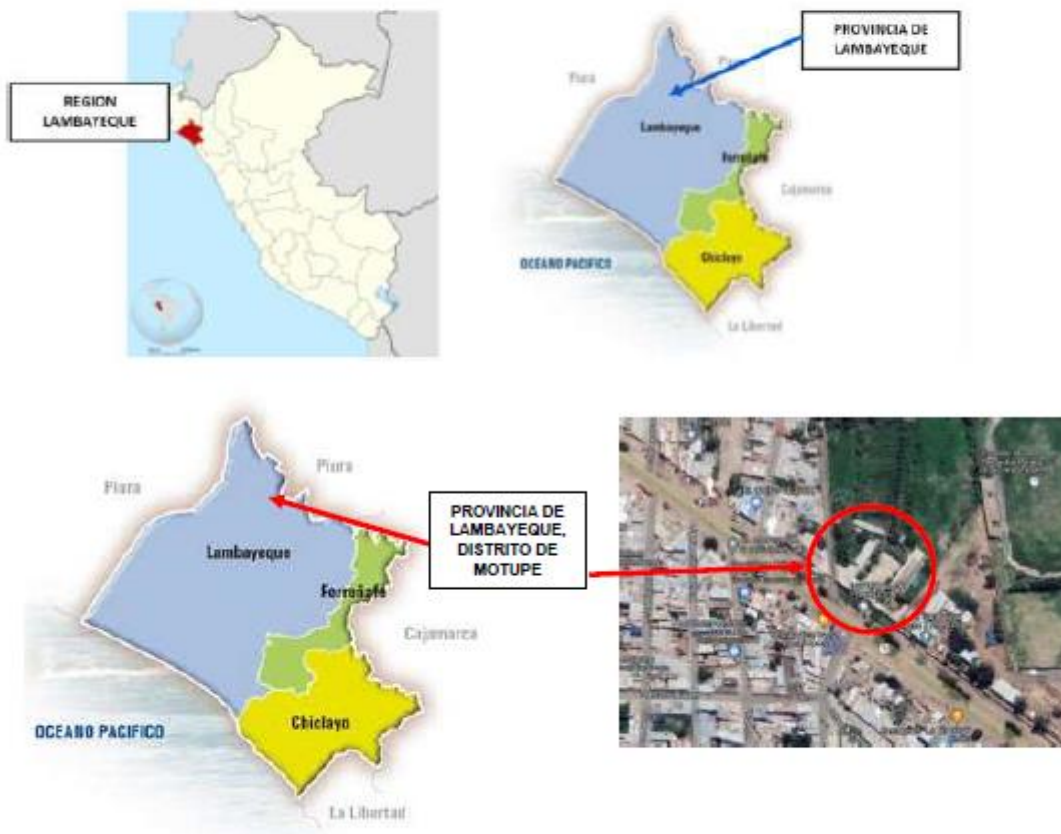 REGION
LAMBAYEQUE
PROVINCIA DE
LAMBAYEQUE
Piura
Piura
Lambayeque
Ferreñafe
Cajamarca
Chiclayo
OCEANO PACIFICO
La Libertad
Piura
Piura
Lambayeque
Ferreñafe
Cajamarca
Chiclayo
OCEANO PACIFICO
La Libertad
PROVINCIA DE
LAMBAYEQUE,
DISTRITO DE
MOTUPE